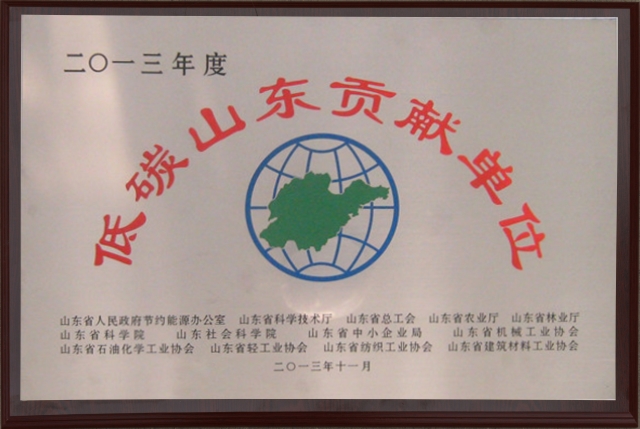 二〇一三年度
低碳山东贡献单位
山东省人民政府节约能源办公室 山东省科学技术厅 山东省总工会 山东省农业厅 山东省林业厅
山东省科学院 山东社会科学院 山东省中小企业局 山东省机械工业协会
山东省石油化学工业协会 山东省轻工业协会 山东省纺织工业协会 山东省建筑材料工业协会
二〇一三年十一月